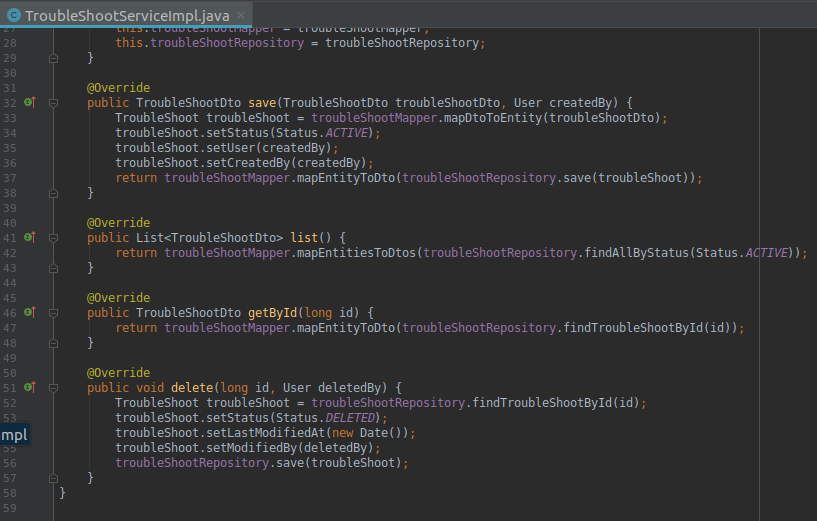 TroubleShootServiceImpl.java
27 this.troubleShootMapper = troubleShootMapper;
28 this.troubleShootRepository = troubleShootRepository;
29 }
30
31 @Override
32 public TroubleShootDto save(TroubleShootDto troubleShootDto, User createdBy) {
33 TroubleShoot troubleShoot = troubleShootMapper.mapDtoToEntity(troubleShootDto);
34 troubleShoot.setStatus(Status.ACTIVE);
35 troubleShoot.setUser(createdBy);
36 troubleShoot.setCreatedBy(createdBy);
37 return troubleShootMapper.mapEntityToDto(troubleShootRepository.save(troubleShoot));
38 }
39
40 @Override
41 public List<TroubleShootDto> list() {
42 return troubleShootMapper.mapEntitiesToDtos(troubleShootRepository.findAllByStatus(Status.ACTIVE));
43 }
44
45 @Override
46 public TroubleShootDto getById(long id) {
47 return troubleShootMapper.mapEntityToDto(troubleShootRepository.findTroubleShootById(id));
48 }
49
50 @Override
51 public void delete(long id, User deletedBy) {
52 TroubleShoot troubleShoot = troubleShootRepository.findTroubleShootById(id);
53 troubleShoot.setStatus(Status.DELETED);
mpl troubleShoot.setLastModifiedAt(new Date());
55 troubleShoot.setModifiedBy(deletedBy);
56 troubleShootRepository.save(troubleShoot);
57 }
58 }
59